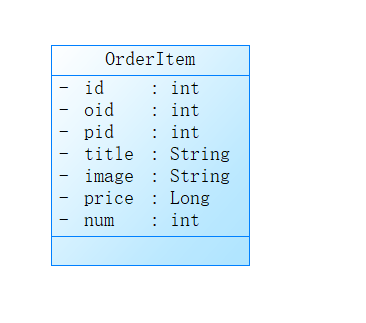 OrderItem
- id : int
- oid : int
- pid : int
- title : String
- image : String
- price : Long
- num : int